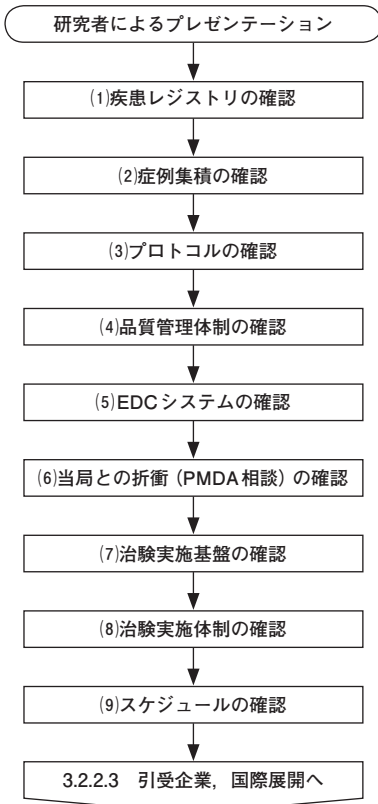 研究者によるプレゼンテーション
⑴疾患レジストリの確認
⑵症例集積の確認
⑶プロトコルの確認
⑷品質管理体制の確認
⑸EDCシステムの確認
⑹当局との折衝（PMDA相談）の確認
⑺治験実施基盤の確認
⑻治験実施体制の確認
⑼スケジュールの確認
3.2.2.3　引受企業，国際展開へ